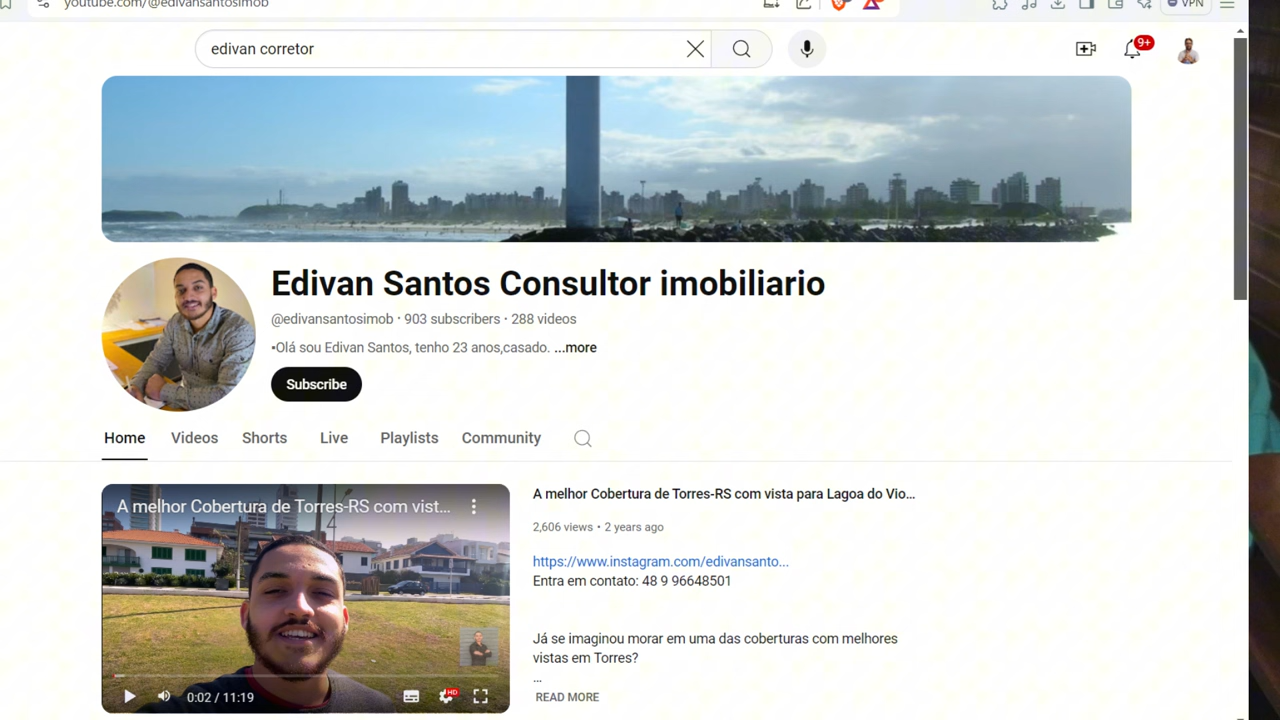 youtube.com/@edivansantosimob
VPN
edivan corretor
9+
Edivan Santos Consultor imobiliario
@edivansantosimob • 903 subscribers • 288 videos
•Olá sou Edivan Santos, tenho 23 anos,casado. ...more
Subscribe
Home Videos Shorts Live Playlists Community
A melhor Cobertura de Torres-RS com vist...
HD
0:02 / 11:19
A melhor Cobertura de Torres-RS com vista para Lagoa do Vio...
2,606 views • 2 years ago
https://www.instagram.com/edivansanto...
Entra em contato: 48 9 96648501
Já se imaginou morar em uma das coberturas com melhores
vistas em Torres?
...
READ MORE